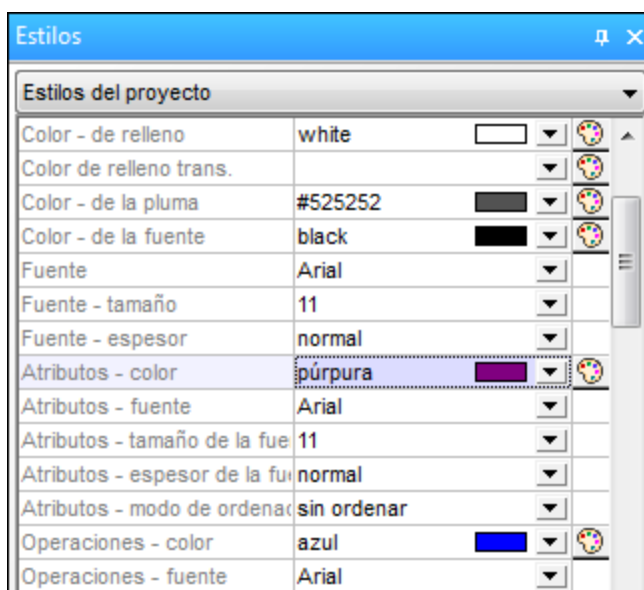 Estilos
Estilos del proyecto
Color - de relleno white
Color de relleno trans.
Color - de la pluma #525252
Color - de la fuente black
Fuente Arial
Fuente - tamaño 11
Fuente - espesor normal
Atributos - color púrpura
Atributos - fuente Arial
Atributos - tamaño de la fue 11
Atributos - espesor de la fu normal
Atributos - modo de ordenac sin ordenar
Operaciones - color azul
Operaciones - fuente Arial